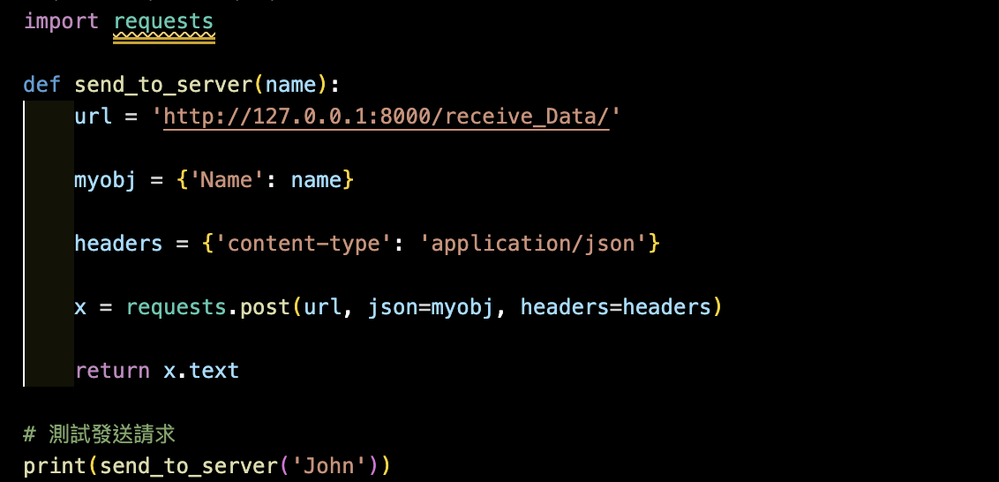 import requests
def send_to_server(name):
    url = 'http://127.0.0.1:8000/receive_Data/'
    myobj = {'Name': name}
    headers = {'content-type': 'application/json'}
    x = requests.post(url, json=myobj, headers=headers)
    return x.text
# 測試發送請求
print(send_to_server('John'))